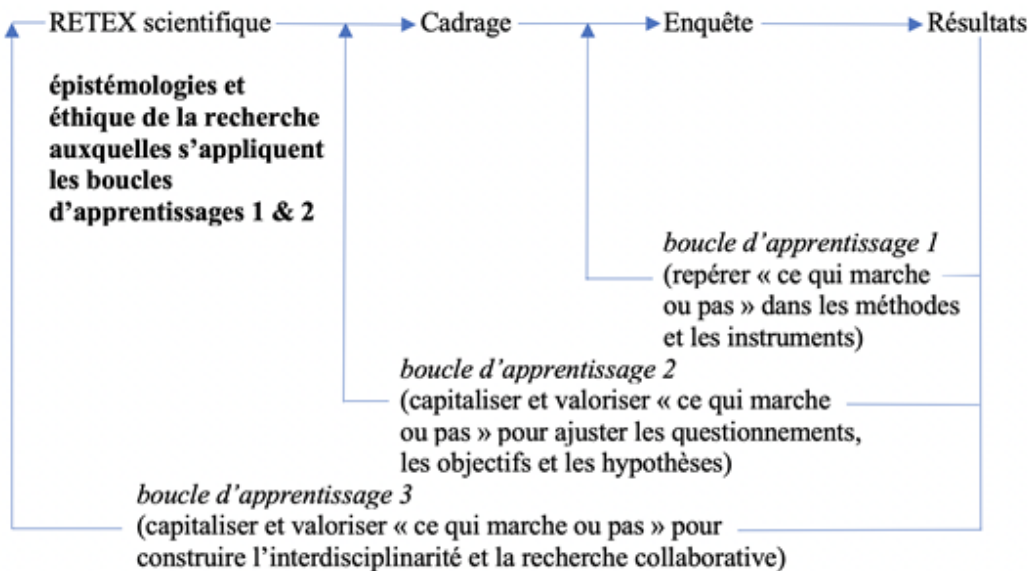 RETEX scientifique
Cadrage
Enquête
Résultats
épistémologies et
éthique de la recherche
auxquelles s'appliquent
les boucles
d'apprentissages 1 & 2
boucle d'apprentissage 1
(repérer « ce qui marche
ou pas » dans les méthodes
et les instruments)
boucle d'apprentissage 2
(capitaliser et valoriser « ce qui marche
ou pas » pour ajuster les questionnements,
les objectifs et les hypothèses)
boucle d'apprentissage 3
(capitaliser et valoriser « ce qui marche ou pas » pour
construire l'interdisciplinarité et la recherche collaborative)